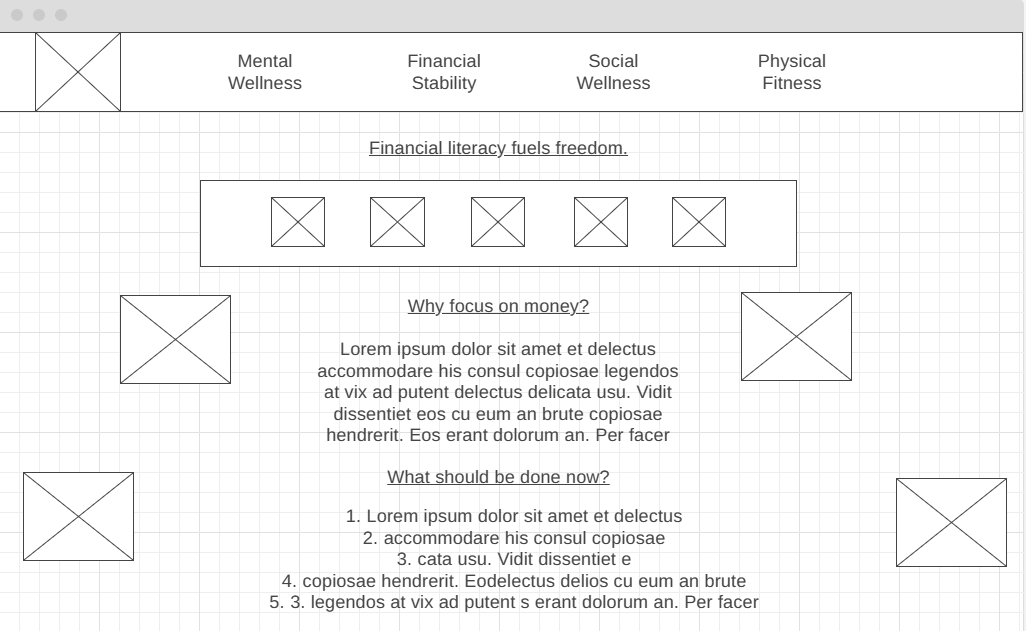 Mental
Wellness
Financial
Stability
Social
Wellness
Physical
Fitness
Financial literacy fuels freedom.
Why focus on money?
Lorem ipsum dolor sit amet et delectus
accommodare his consul copiosae legendos
at vix ad putent delectus delicata usu. Vidit
dissentiet eos cu eum an brute copiosae
hendrerit. Eos erant dolorum an. Per facer
What should be done now?
1. Lorem ipsum dolor sit amet et delectus
2. accommodare his consul copiosae
3. cata usu. Vidit dissentiet e
4. copiosae hendrerit. Eodelectus delios cu eum an brute
5. 3. legendos at vix ad putent s erant dolorum an. Per facer